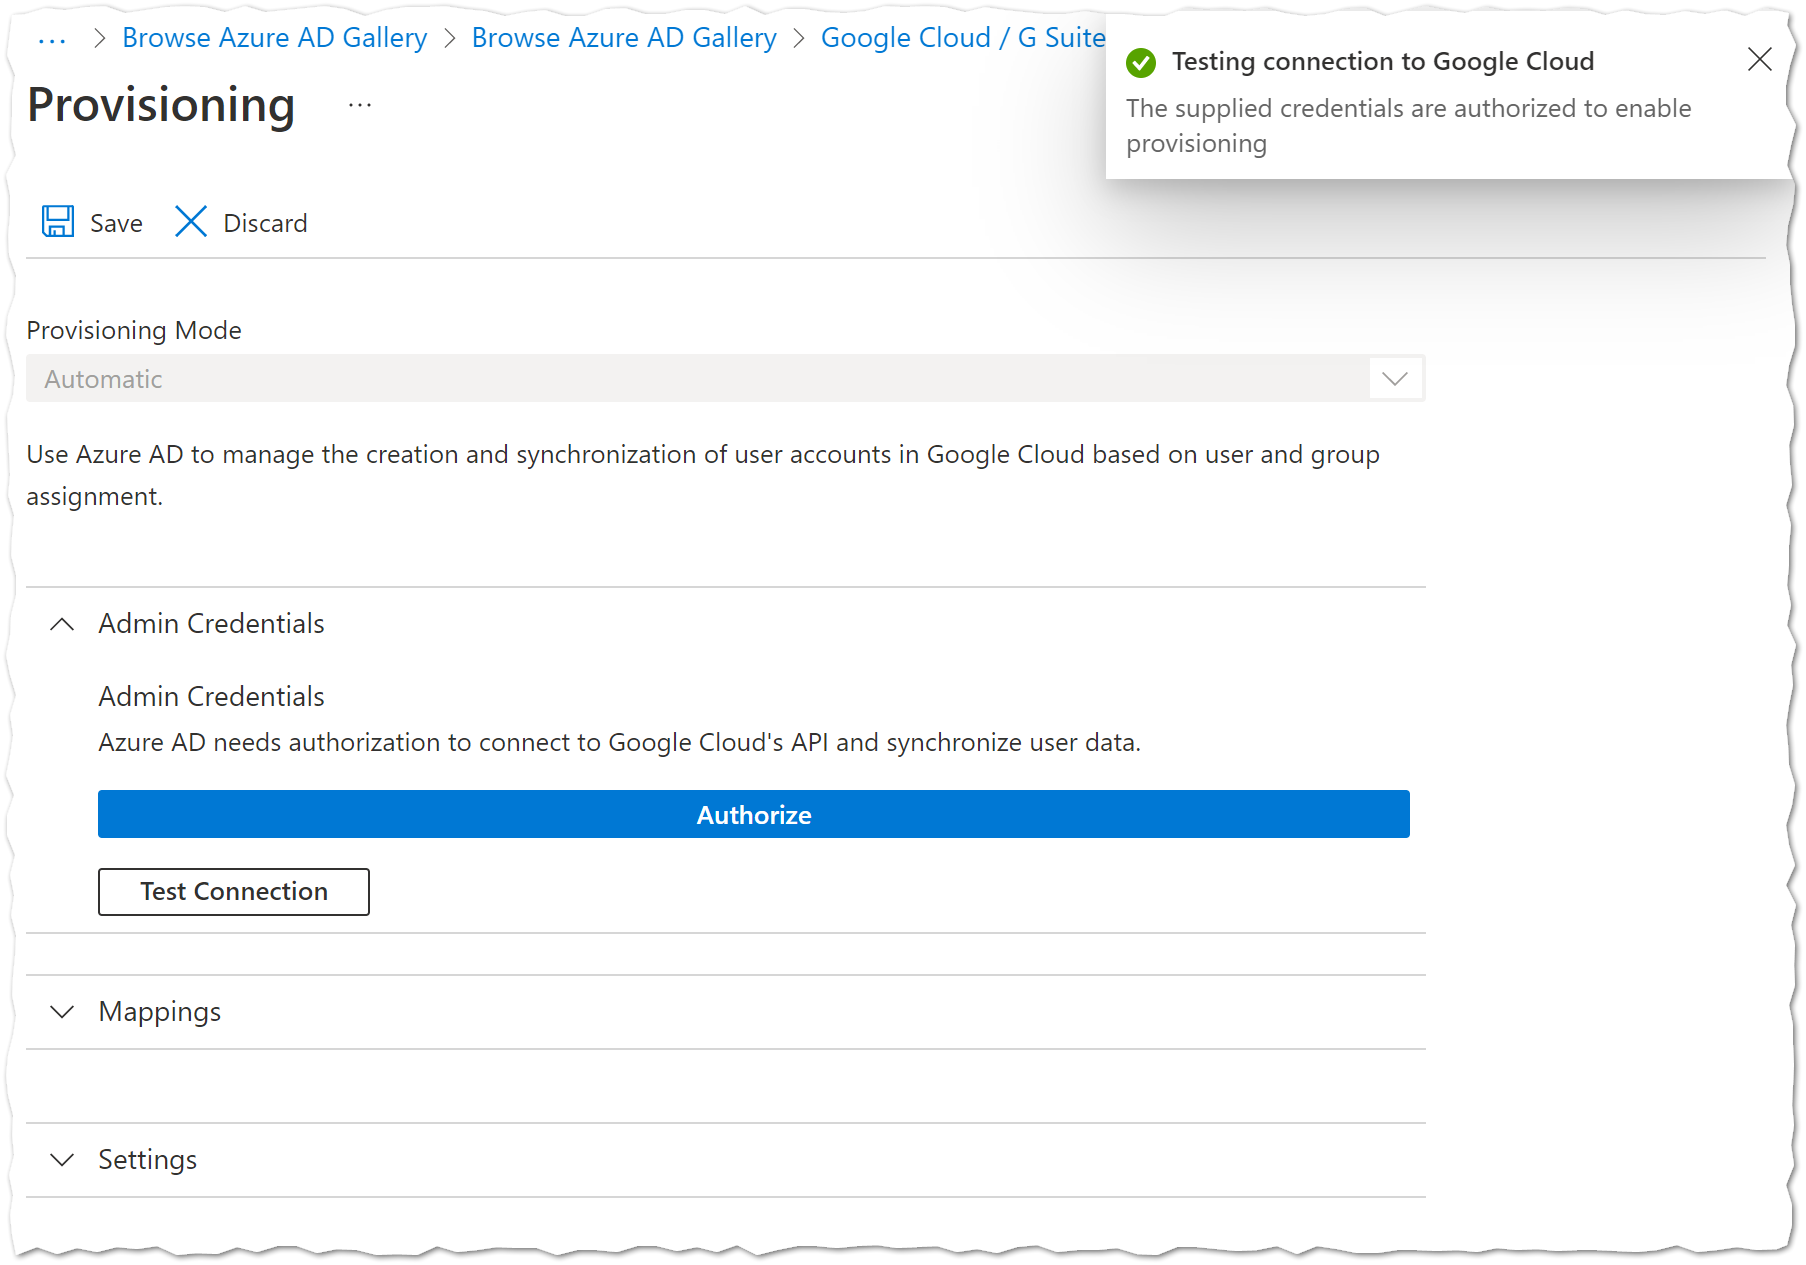 ... > Browse Azure AD Gallery > Browse Azure AD Gallery > Google Cloud / G Suite
Testing connection to Google Cloud
The supplied credentials are authorized to enable
provisioning
Provisioning ...
Save Discard
Provisioning Mode
Automatic
Use Azure AD to manage the creation and synchronization of user accounts in Google Cloud based on user and group
assignment.
Admin Credentials
Admin Credentials
Azure AD needs authorization to connect to Google Cloud's API and synchronize user data.
Authorize
Test Connection
Mappings
Settings